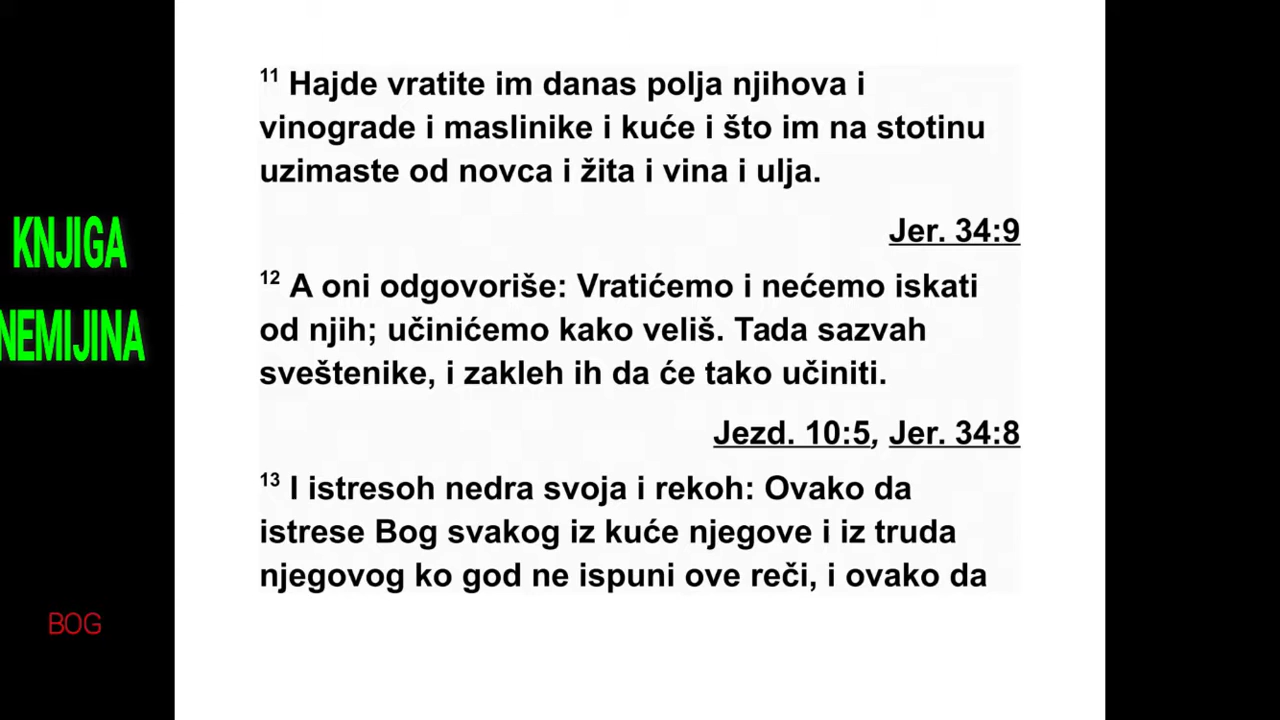 KNJIGA
NEMIJINA
BOG
11 Hajde vratite im danas polja njihova i
vinograde i maslinike i kuće i što im na stotinu
uzimaste od novca i žita i vina i ulja.
Jer. 34:9
12 A oni odgovoriše: Vratićemo i nećemo iskati
od njih; učinićemo kako veliš. Tada sazvah
sveštenike, i zakleh ih da će tako učiniti.
Jezd. 10:5, Jer. 34:8
13 I istresoh nedra svoja i rekoh: Ovako da
istrese Bog svakog iz kuće njegove i iz truda
njegovog ko god ne ispuni ove reči, i ovako da